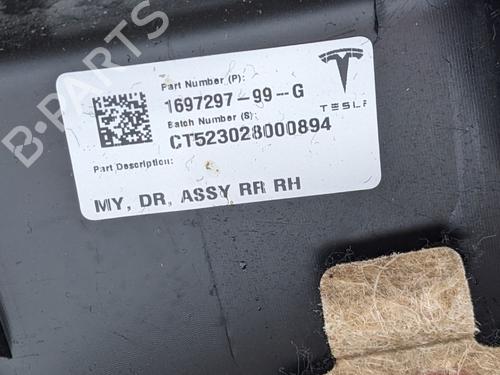 B-PARTS
Part Number (P):
1697297-99--G
Batch Number (S):
CT523028000894
TESLA
Part Description:
MY, DR, ASSY RR RH